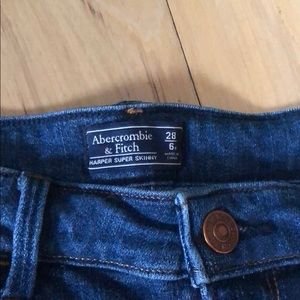 Abercrombie
& Fitch
HARPER SUPER SKINNY
28
6